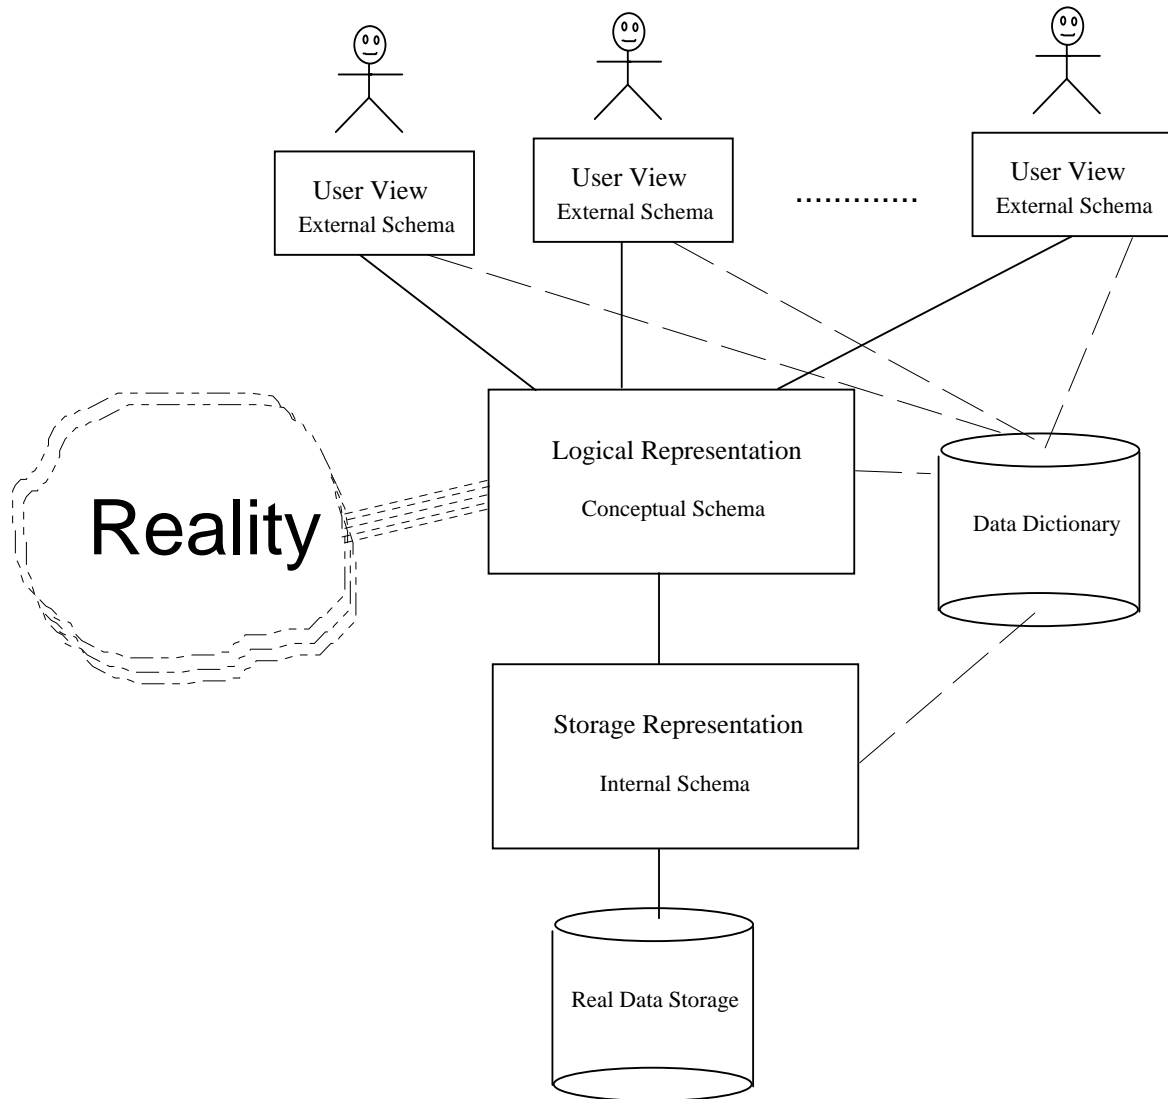 User View
External Schema
User View
External Schema
.............
User View
External Schema
Reality
Logical Representation
Conceptual Schema
Data Dictionary
Storage Representation
Internal Schema
Real Data Storage